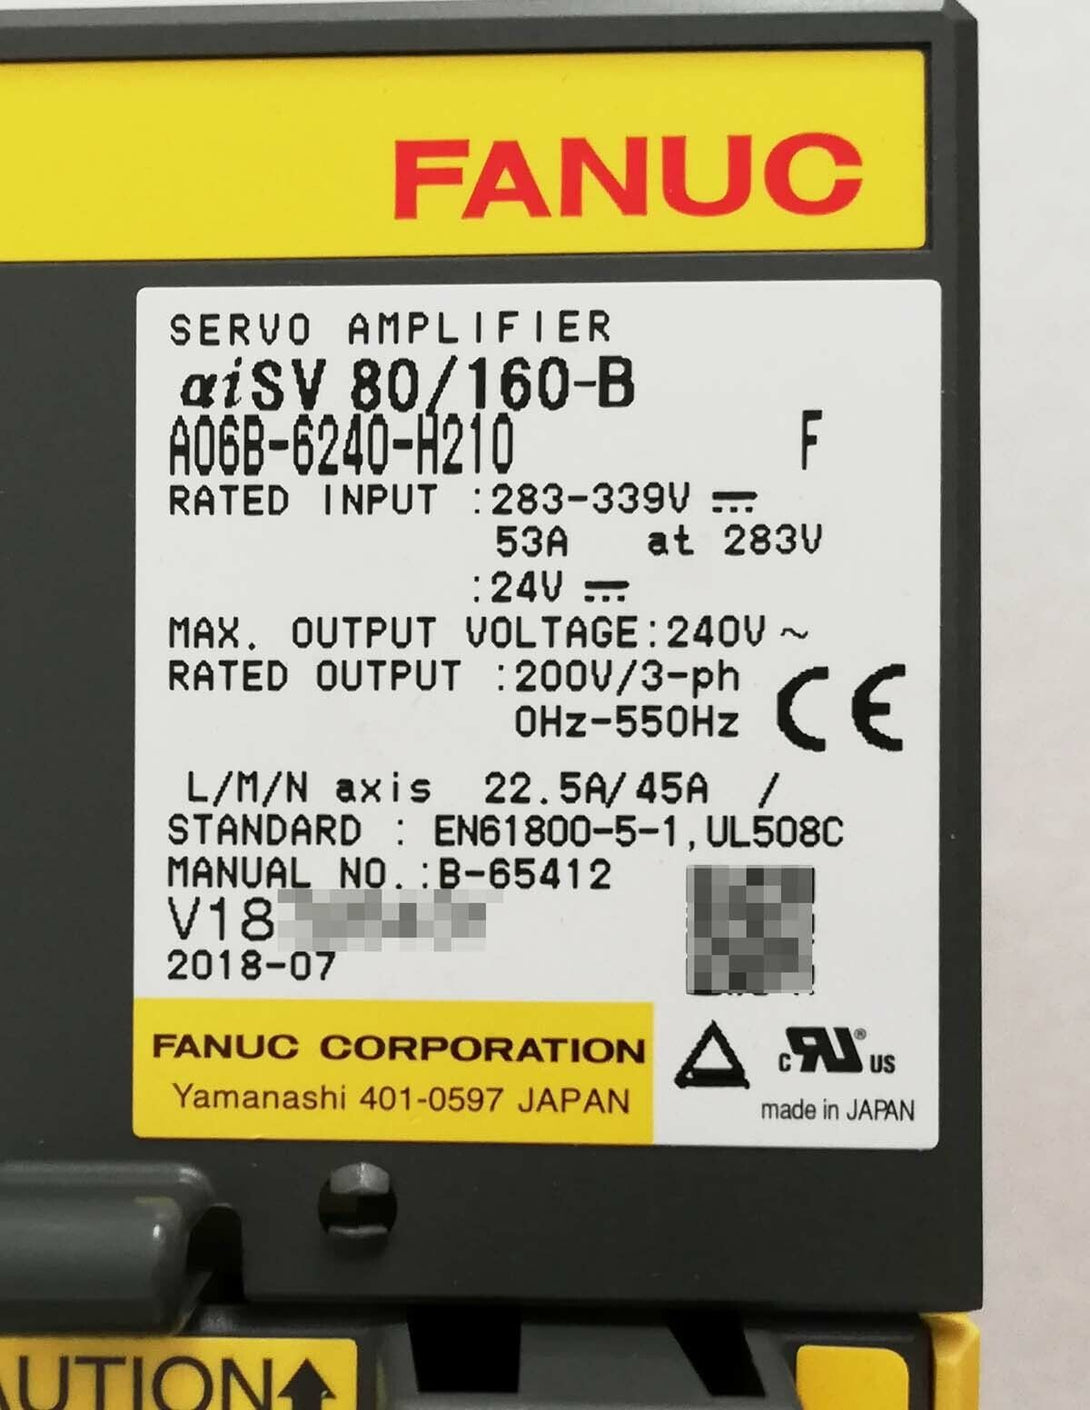 FANUC
SERVO AMPLIFIER
αiSV 80/160-B
A06B-6240-H210 F
RATED INPUT :283-339V ⎓
53A at 283V
:24V ⎓
MAX. OUTPUT VOLTAGE:240V ~
RATED OUTPUT :200V/3-ph
0Hz-550Hz
CE
L/M/N axis 22.5A/45A /
STANDARD : EN61800-5-1,UL508C
MANUAL NO.:B-65412
V18
2018-07
FANUC CORPORATION
Yamanashi 401-0597 JAPAN
c RU® US
made in JAPAN
AUTION